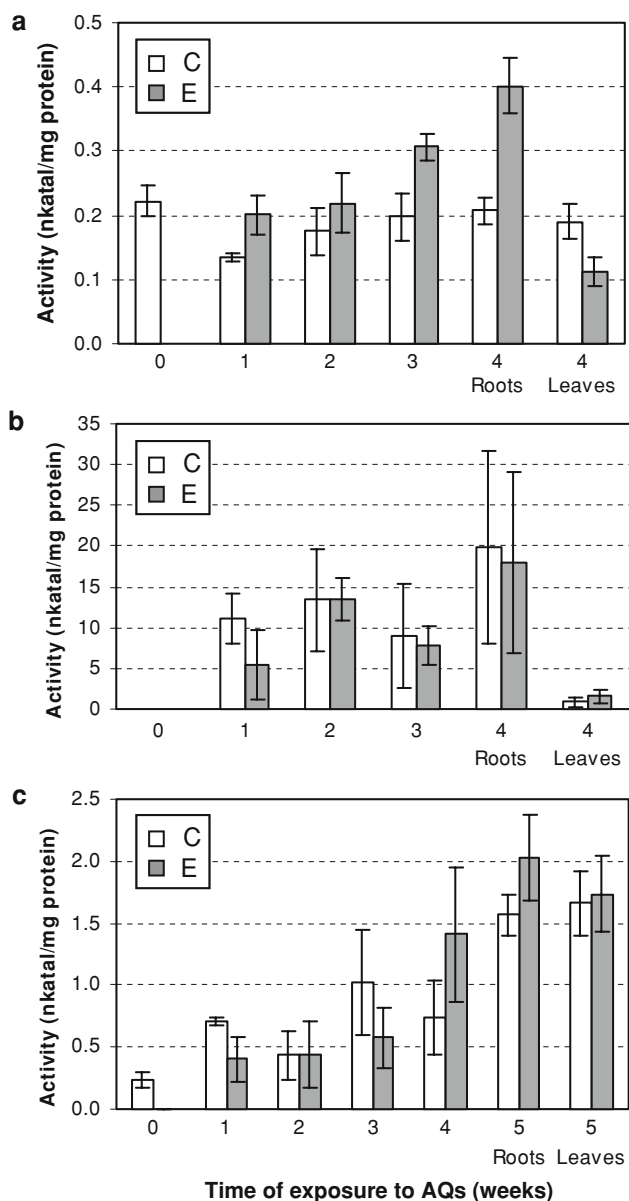 a
Activity (nkatal/mg protein)
0.5
0.4
0.3
0.2
0.1
0.0
C
E
0 1 2 3 4 4
Roots Leaves
b
Activity (nkatal/mg protein)
35
30
25
20
15
10
5
0
C
E
0 1 2 3 4 4
Roots Leaves
c
Activity (nkatal/mg protein)
2.5
2.0
1.5
1.0
0.5
0.0
C
E
0 1 2 3 4 5 5
Roots Leaves
Time of exposure to AQs (weeks)